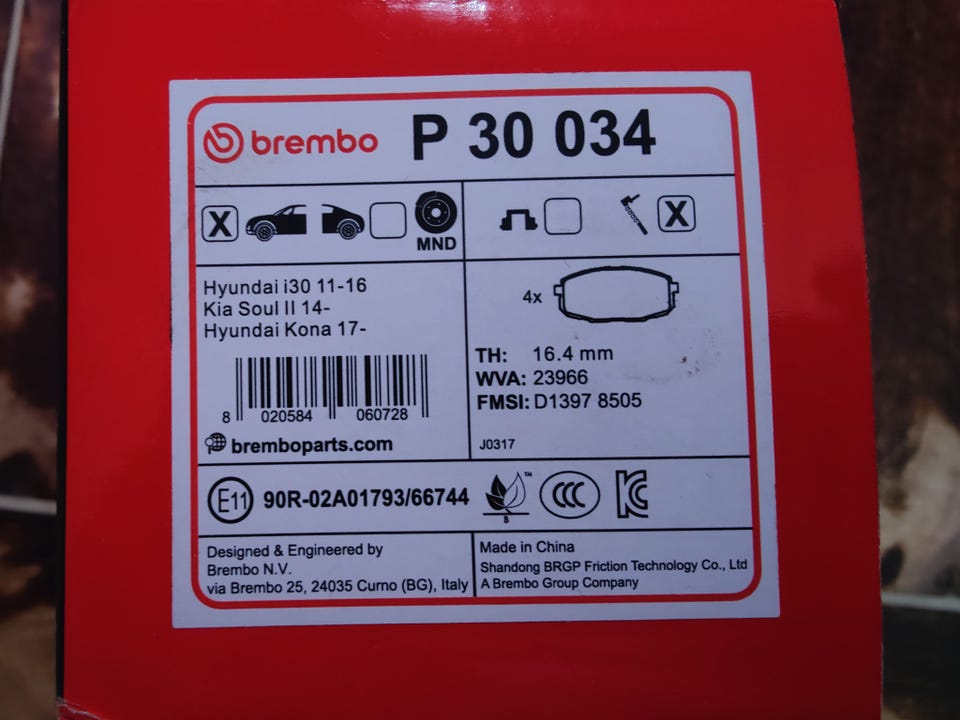 brembo P 30 034
X
MND
X
Hyundai i30 11-16
Kia Soul II 14-
Hyundai Kona 17-
4x
TH: 16.4 mm
WVA: 23966
FMSI: D1397 8505
8 020584 060728
bremboparts.com
J0317
E11 90R-02A01793/66744
TM
B
CCC
KC
Designed & Engineered by
Brembo N.V.
via Brembo 25, 24035 Curno (BG), Italy
Made in China
Shandong BRGP Friction Technology Co., Ltd
A Brembo Group Company